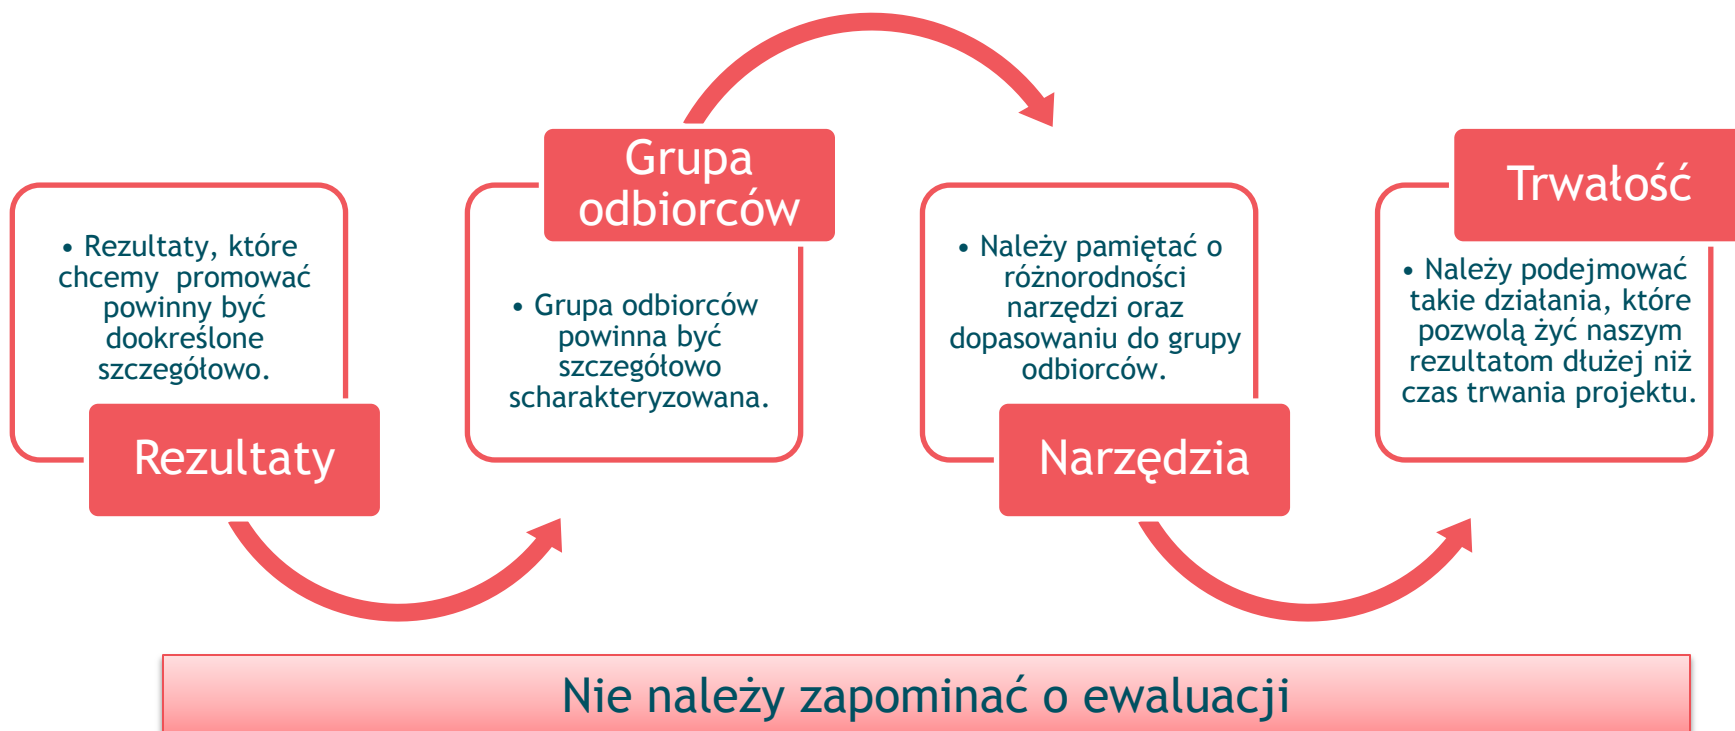 • Rezultaty, które
chcemy promować
powinny być
dookreślone
szczegółowo.
Rezultaty
Grupa
odbiorców
• Grupa odbiorców
powinna być
szczegółowo
scharakteryzowana.
• Należy pamiętać o
różnorodności
narzędzi oraz
dopasowaniu do grupy
odbiorców.
Narzędzia
Trwałość
• Należy podejmować
takie działania, które
pozwolą żyć naszym
rezultatom dłużej niż
czas trwania projektu.
Nie należy zapominać o ewaluacji